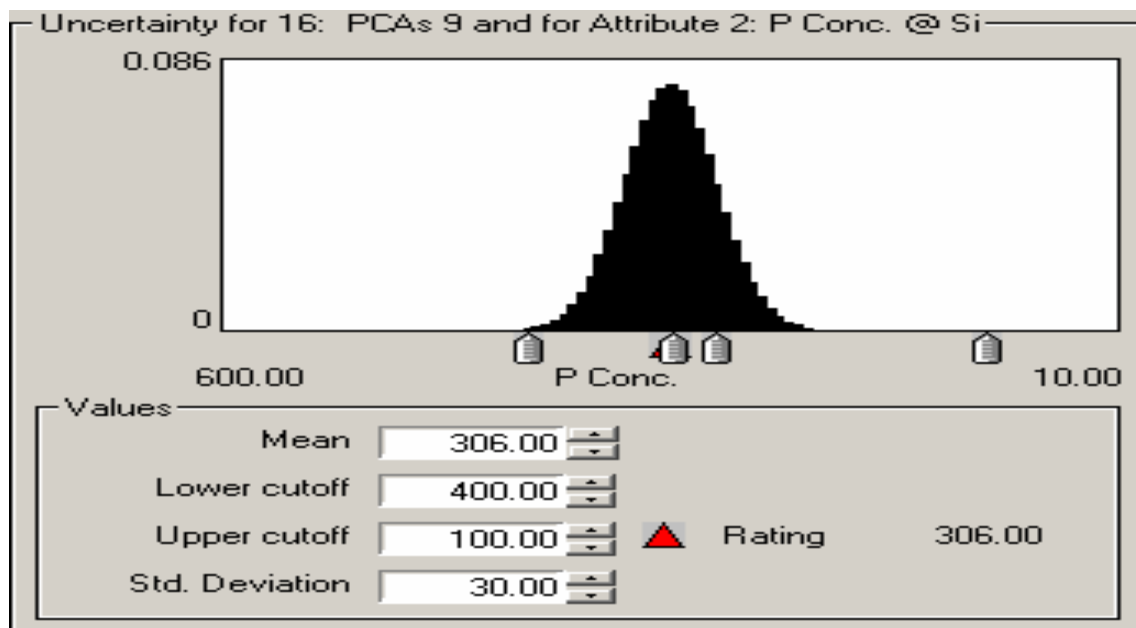 Uncertainty for 16: PCAs 9 and for Attribute 2: P Conc. @ Si
0.086
0
600.00 P Conc. 10.00
Values
Mean 306.00
Lower cutoff 400.00
Upper cutoff 100.00 Rating 306.00
Std. Deviation 30.00